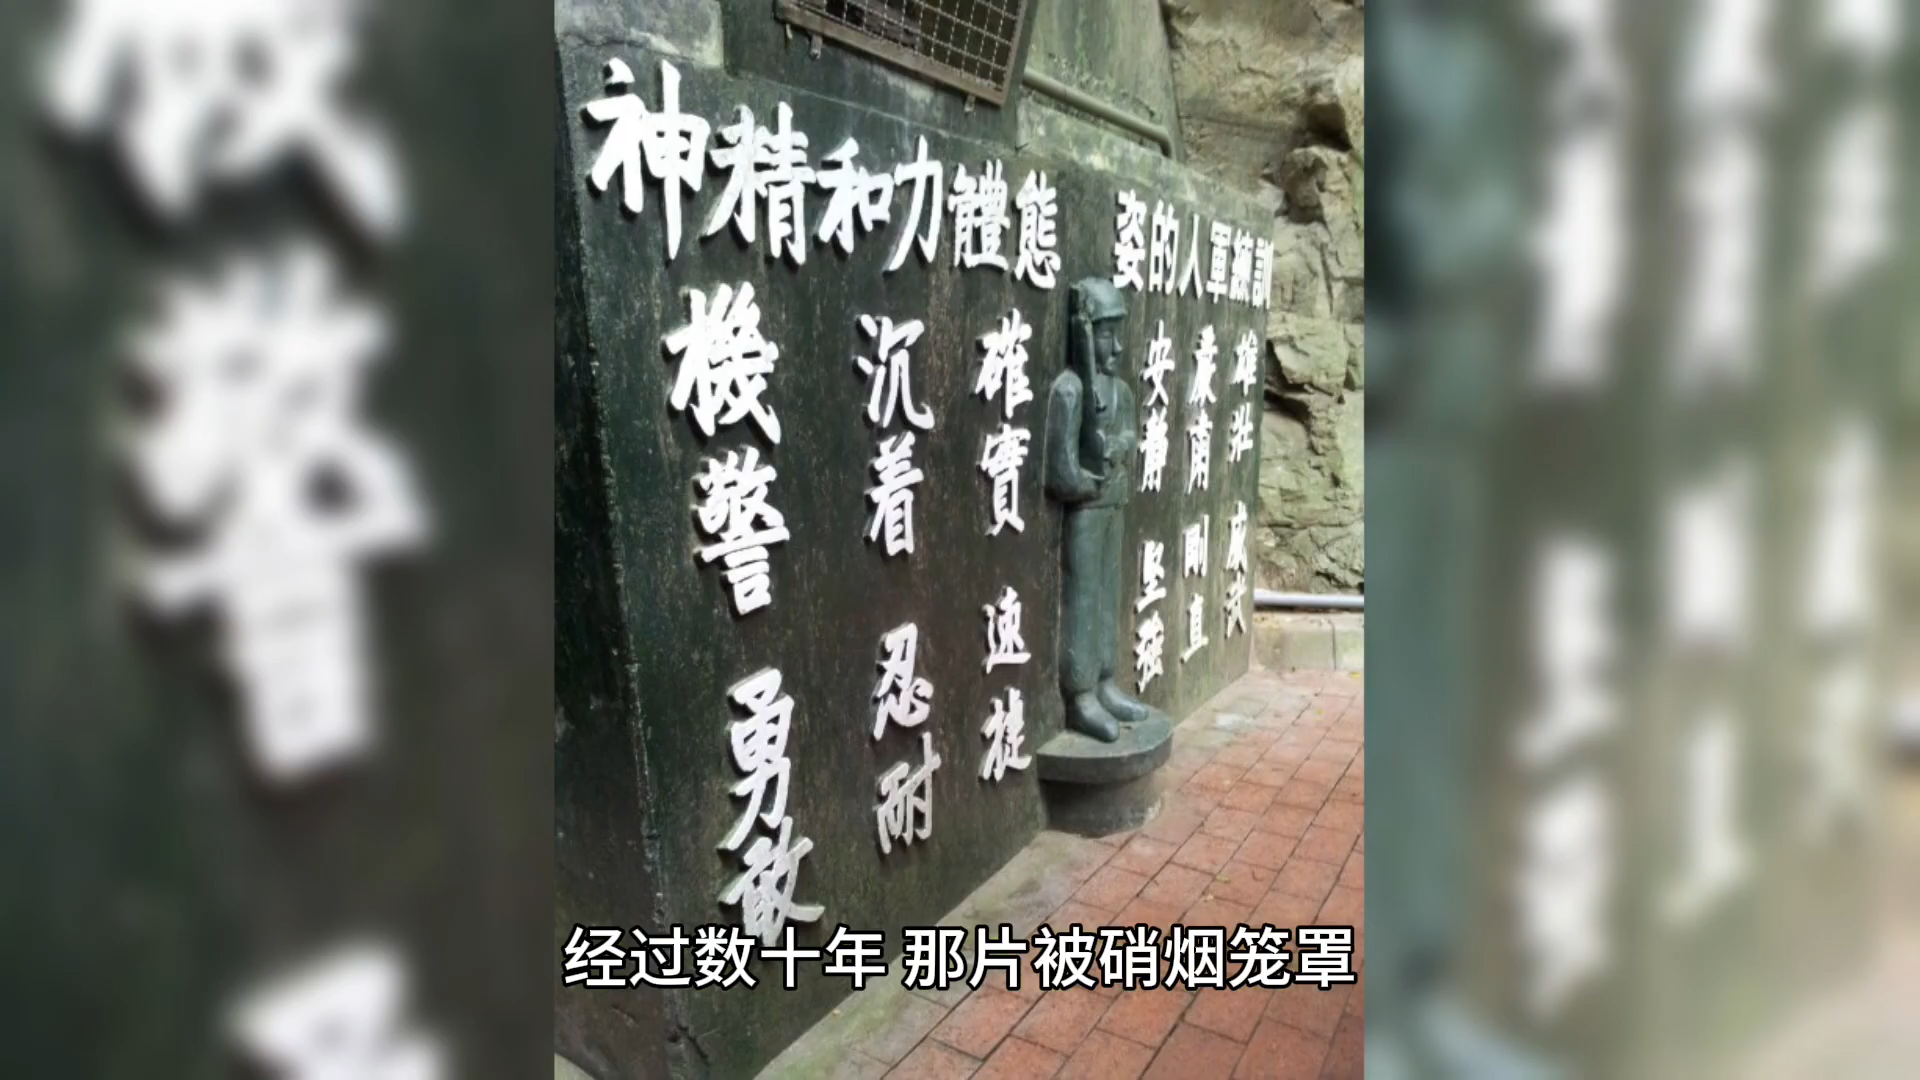 訓練軍人的姿態體力和精神
雄壯 威武
嚴肅 剛直
安靜 堅強
確實 速捷
沉着 忍耐
機警 勇敢
经过数十年 那片被硝烟笼罩